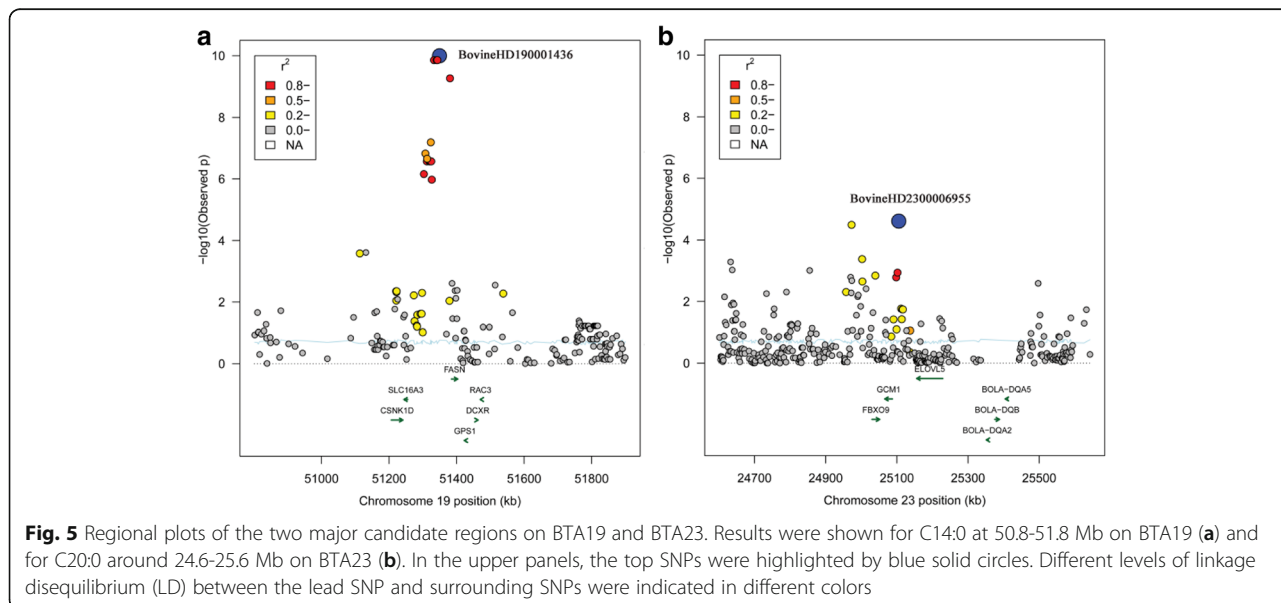 a
BovineHD190001436
r2
0.8−
0.5−
0.2−
0.0−
NA
10
8
6
4
2
0
−log10(Observed p)
FASN
SLC16A3
RAC3
CSNK1D
DCXR
GPS1
51000
51200
51400
51600
51800
Chromosome 19 position (kb)
b
BovineHD2300006955
r2
0.8−
0.5−
0.2−
0.0−
NA
10
8
6
4
2
0
−log10(Observed p)
ELOVL5
GCM1
BOLA−DQA5
FBXO9
BOLA−DQB
BOLA−DQA2
24700
24900
25100
25300
25500
Chromosome 23 position (kb)
Fig. 5 Regional plots of the two major candidate regions on BTA19 and BTA23. Results were shown for C14:0 at 50.8-51.8 Mb on BTA19 (a) and
for C20:0 around 24.6-25.6 Mb on BTA23 (b). In the upper panels, the top SNPs were highlighted by blue solid circles. Different levels of linkage
disequilibrium (LD) between the lead SNP and surrounding SNPs were indicated in different colors